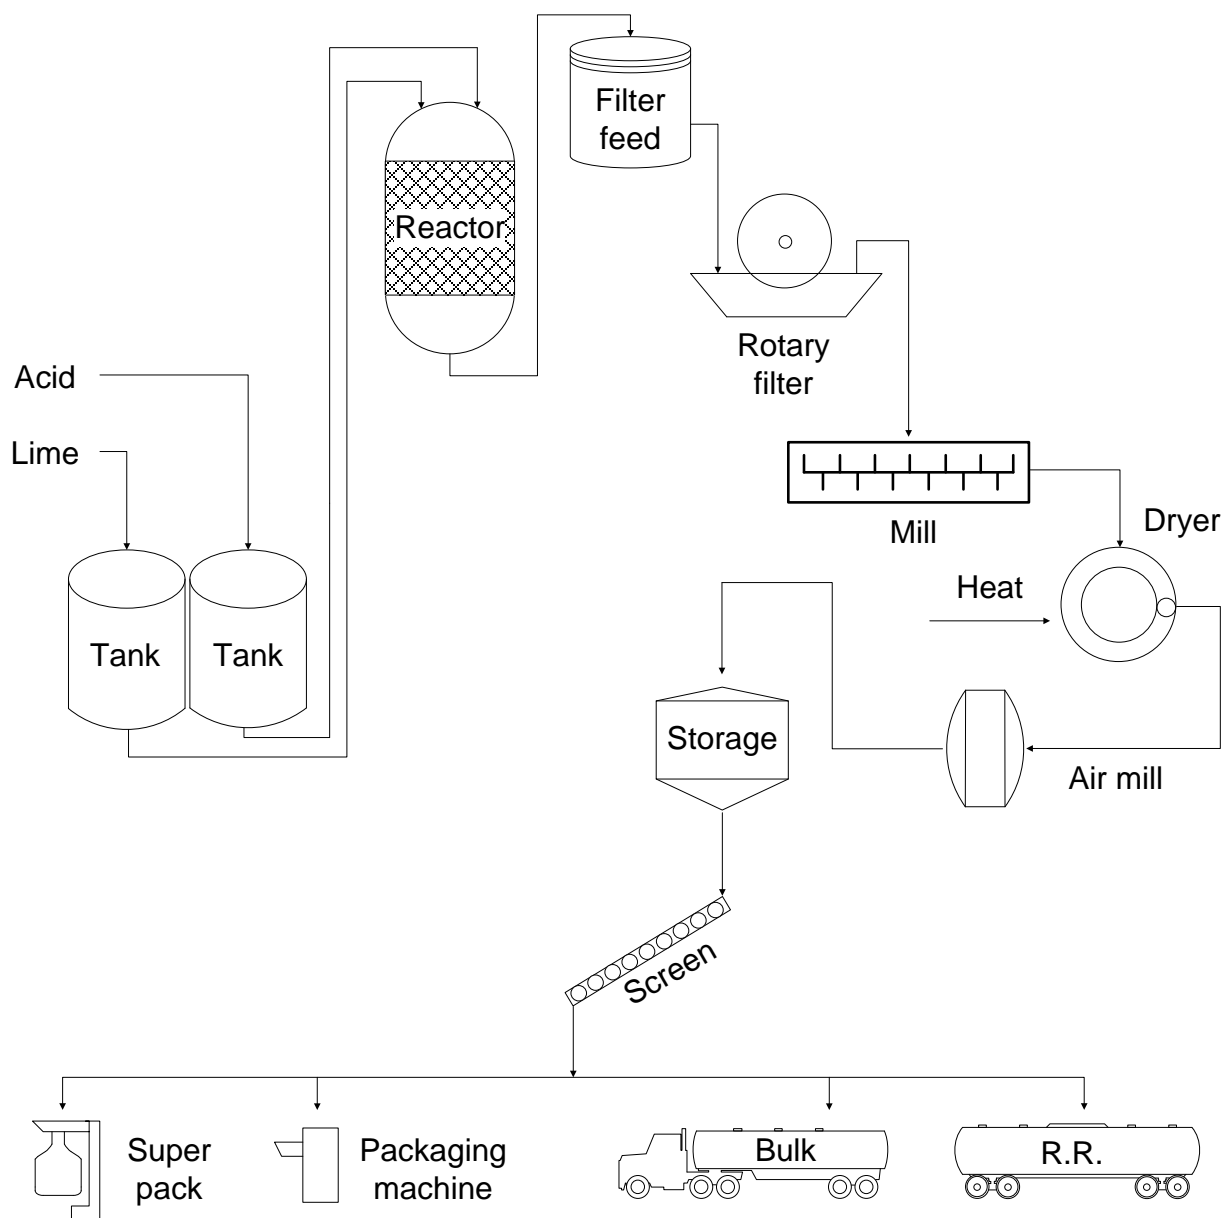 Filter
feed
Reactor
Rotary
filter
Acid
Lime
Mill
Dryer
Heat
Tank
Tank
Storage
Air mill
Screen
Super
pack
Packaging
machine
Bulk
R.R.